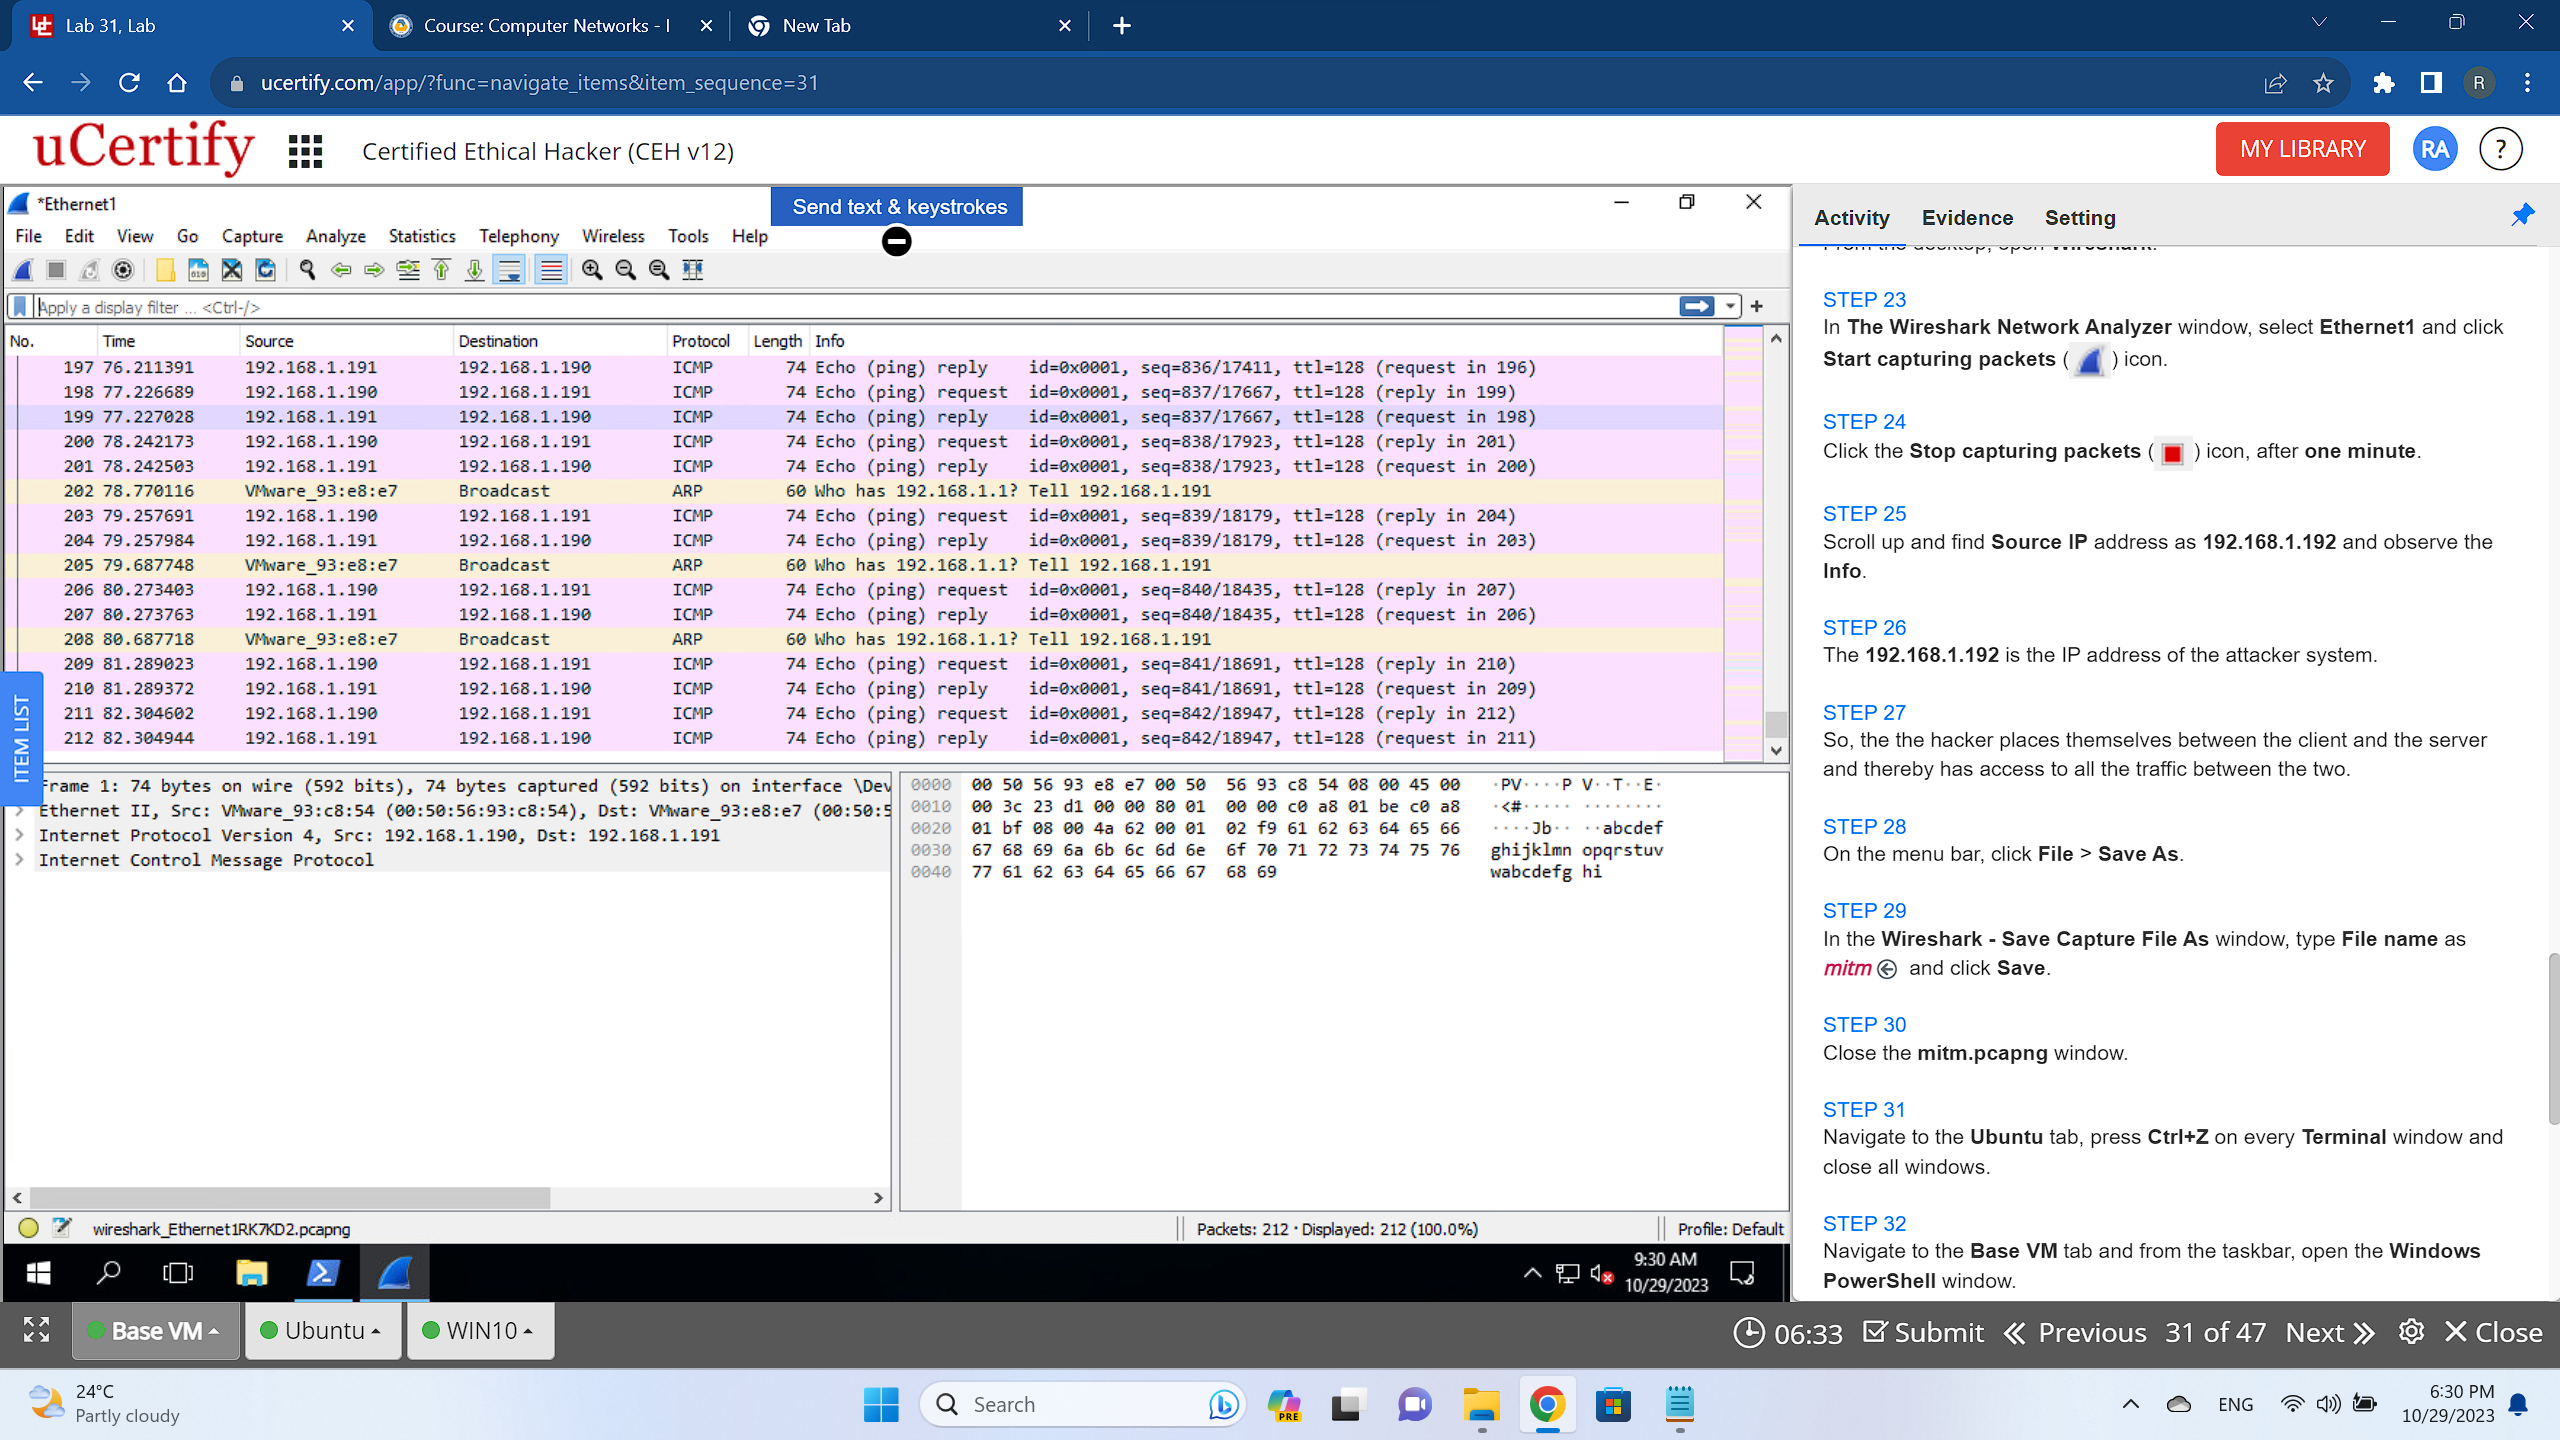 Lab 31, Lab
Course: Computer Networks - I
New Tab
ucertify.com/app/?func=navigate_items&item_sequence=31
R
uCertify
Certified Ethical Hacker (CEH v12)
MY LIBRARY
RA
?
*Ethernet1
Send text & keystrokes
File Edit View Go Capture Analyze Statistics Telephony Wireless Tools Help
Apply a display filter ... <Ctrl-/>
No. Time Source Destination Protocol Length Info
197 76.211391 192.168.1.191 192.168.1.190 ICMP 74 Echo (ping) reply id=0x0001, seq=836/17411, ttl=128 (request in 196)
198 77.226689 192.168.1.190 192.168.1.191 ICMP 74 Echo (ping) request id=0x0001, seq=837/17667, ttl=128 (reply in 199)
199 77.227028 192.168.1.191 192.168.1.190 ICMP 74 Echo (ping) reply id=0x0001, seq=837/17667, ttl=128 (request in 198)
200 78.242173 192.168.1.190 192.168.1.191 ICMP 74 Echo (ping) request id=0x0001, seq=838/17923, ttl=128 (reply in 201)
201 78.242503 192.168.1.191 192.168.1.190 ICMP 74 Echo (ping) reply id=0x0001, seq=838/17923, ttl=128 (request in 200)
202 78.770116 VMware_93:e8:e7 Broadcast ARP 60 Who has 192.168.1.1? Tell 192.168.1.191
203 79.257691 192.168.1.190 192.168.1.191 ICMP 74 Echo (ping) request id=0x0001, seq=839/18179, ttl=128 (reply in 204)
204 79.257984 192.168.1.191 192.168.1.190 ICMP 74 Echo (ping) reply id=0x0001, seq=839/18179, ttl=128 (request in 203)
205 79.687748 VMware_93:e8:e7 Broadcast ARP 60 Who has 192.168.1.1? Tell 192.168.1.191
206 80.273403 192.168.1.190 192.168.1.191 ICMP 74 Echo (ping) request id=0x0001, seq=840/18435, ttl=128 (reply in 207)
207 80.273763 192.168.1.191 192.168.1.190 ICMP 74 Echo (ping) reply id=0x0001, seq=840/18435, ttl=128 (request in 206)
208 80.687718 VMware_93:e8:e7 Broadcast ARP 60 Who has 192.168.1.1? Tell 192.168.1.191
209 81.289023 192.168.1.190 192.168.1.191 ICMP 74 Echo (ping) request id=0x0001, seq=841/18691, ttl=128 (reply in 210)
210 81.289372 192.168.1.191 192.168.1.190 ICMP 74 Echo (ping) reply id=0x0001, seq=841/18691, ttl=128 (request in 209)
211 82.304602 192.168.1.190 192.168.1.191 ICMP 74 Echo (ping) request id=0x0001, seq=842/18947, ttl=128 (reply in 212)
212 82.304944 192.168.1.191 192.168.1.190 ICMP 74 Echo (ping) reply id=0x0001, seq=842/18947, ttl=128 (request in 211)
ITEM LIST
Frame 1: 74 bytes on wire (592 bits), 74 bytes captured (592 bits) on interface \Dev
Ethernet II, Src: VMware_93:c8:54 (00:50:56:93:c8:54), Dst: VMware_93:e8:e7 (00:50:5
Internet Protocol Version 4, Src: 192.168.1.190, Dst: 192.168.1.191
Internet Control Message Protocol
0000 00 50 56 93 e8 e7 00 50 56 93 c8 54 08 00 45 00 ·PV····P V··T··E·
0010 00 3c 23 d1 00 00 80 01 00 00 c0 a8 01 be c0 a8 ·<#····· ········
0020 01 bf 08 00 4a 62 00 01 02 f9 61 62 63 64 65 66 ····Jb·· ··abcdef
0030 67 68 69 6a 6b 6c 6d 6e 6f 70 71 72 73 74 75 76 ghijklmn opqrstuv
0040 77 61 62 63 64 65 66 67 68 69 wabcdefg hi
wireshark_Ethernet1RK7KD2.pcapng
Packets: 212 · Displayed: 212 (100.0%)
Profile: Default
9:30 AM
10/29/2023
Activity Evidence Setting
From the desktop, open Wireshark.
STEP 23
In The Wireshark Network Analyzer window, select Ethernet1 and click
Start capturing packets ( ) icon.
STEP 24
Click the Stop capturing packets ( ) icon, after one minute.
STEP 25
Scroll up and find Source IP address as 192.168.1.192 and observe the
Info.
STEP 26
The 192.168.1.192 is the IP address of the attacker system.
STEP 27
So, the the hacker places themselves between the client and the server
and thereby has access to all the traffic between the two.
STEP 28
On the menu bar, click File > Save As.
STEP 29
In the Wireshark - Save Capture File As window, type File name as
mitm and click Save.
STEP 30
Close the mitm.pcapng window.
STEP 31
Navigate to the Ubuntu tab, press Ctrl+Z on every Terminal window and
close all windows.
STEP 32
Navigate to the Base VM tab and from the taskbar, open the Windows
PowerShell window.
Base VM Ubuntu WIN10
06:33 Submit Previous 31 of 47 Next Close
24°C
Partly cloudy
Search
PRE
ENG
6:30 PM
10/29/2023